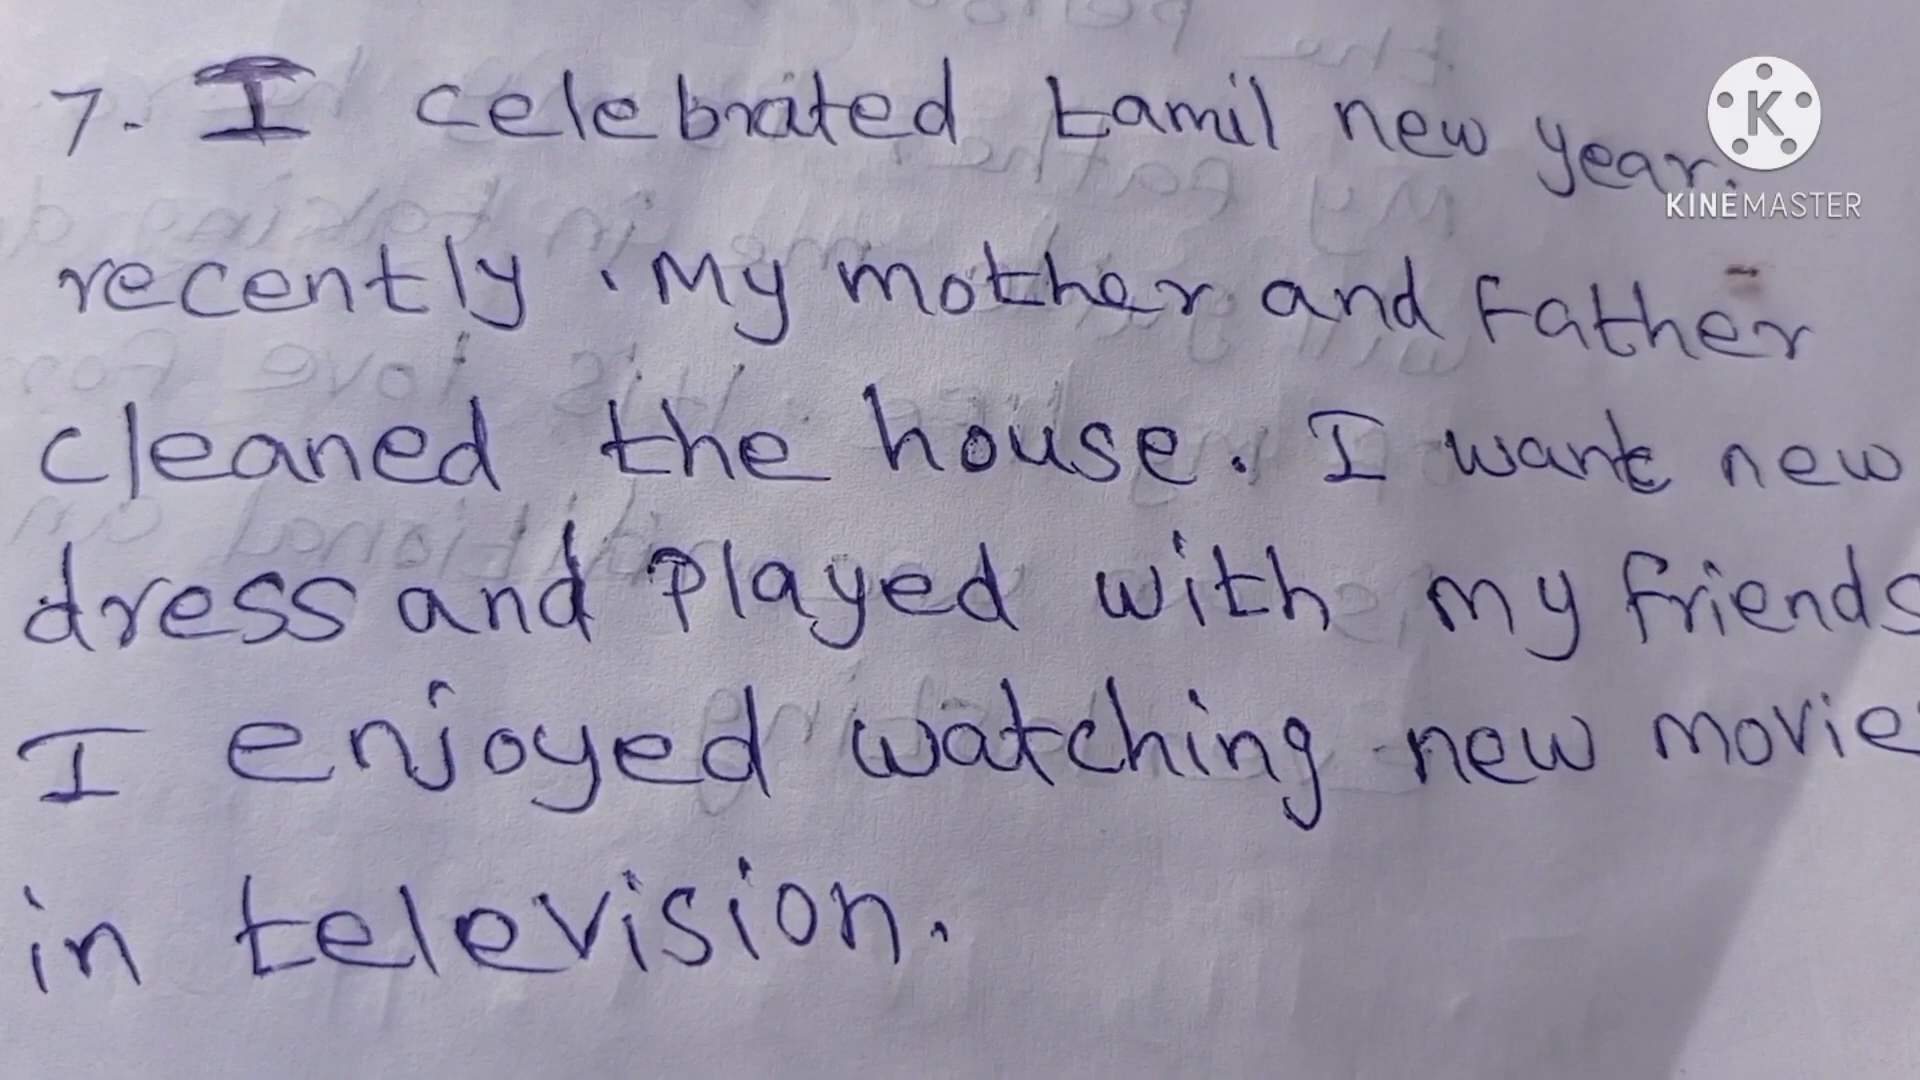 7. I celebrated tamil new year.
KINEMASTER
recently. My mother and Father
cleaned the house. I want new
dress and played with my friends
I enjoyed watching new movie
in television.